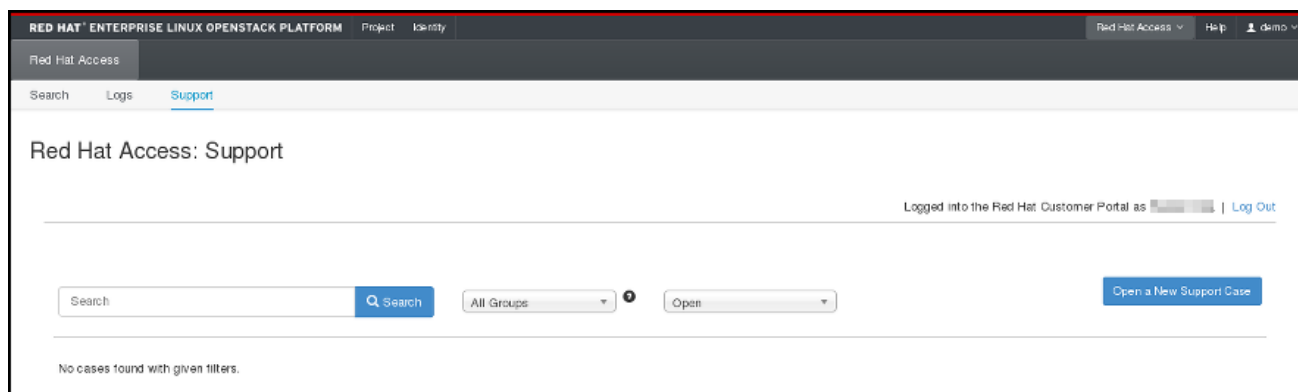 RED HAT® ENTERPRISE LINUX OPENSTACK PLATFORM Project Identity Red Hat Access Help demo
Red Hat Access
Search Logs Support
Red Hat Access: Support
Logged into the Red Hat Customer Portal as | Log Out
Search Search All Groups ? Open Open a New Support Case
No cases found with given filters.